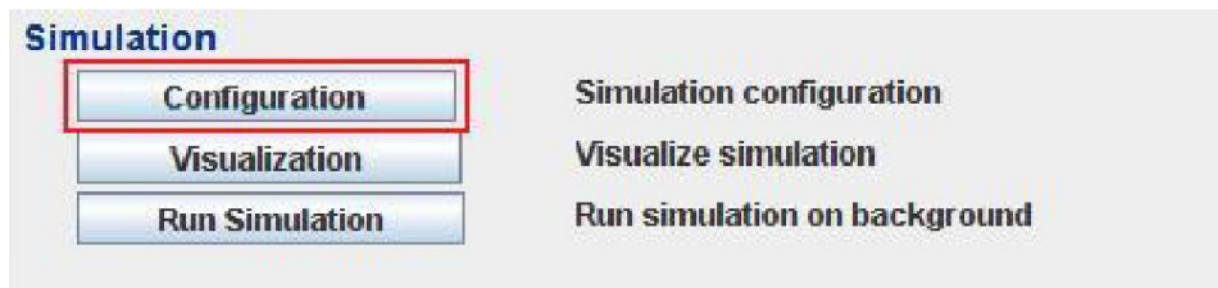 Simulation
Configuration Simulation configuration
Visualization Visualize simulation
Run Simulation Run simulation on background